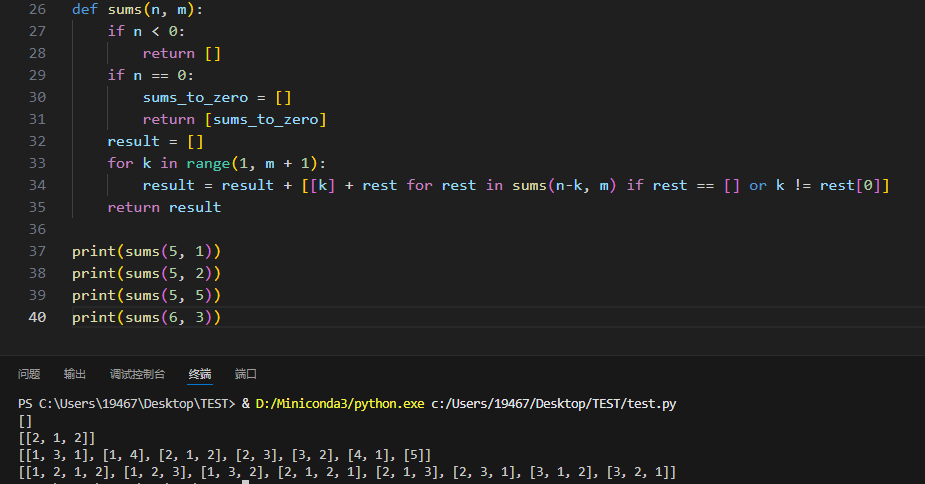 26 def sums(n, m):
27     if n < 0:
28         return []
29     if n == 0:
30         sums_to_zero = []
31         return [sums_to_zero]
32     result = []
33     for k in range(1, m + 1):
34         result = result + [[k] + rest for rest in sums(n-k, m) if rest == [] or k != rest[0]]
35     return result
36
37 print(sums(5, 1))
38 print(sums(5, 2))
39 print(sums(5, 5))
40 print(sums(6, 3))
问题 输出 调试控制台 终端 端口
PS C:\Users\19467\Desktop\TEST> & D:/Miniconda3/python.exe c:/Users/19467/Desktop/TEST/test.py
[]
[[2, 1, 2]]
[[1, 3, 1], [1, 4], [2, 1, 2], [2, 3], [3, 2], [4, 1], [5]]
[[1, 2, 1, 2], [1, 2, 3], [1, 3, 2], [2, 1, 2, 1], [2, 1, 3], [2, 3, 1], [3, 1, 2], [3, 2, 1]]